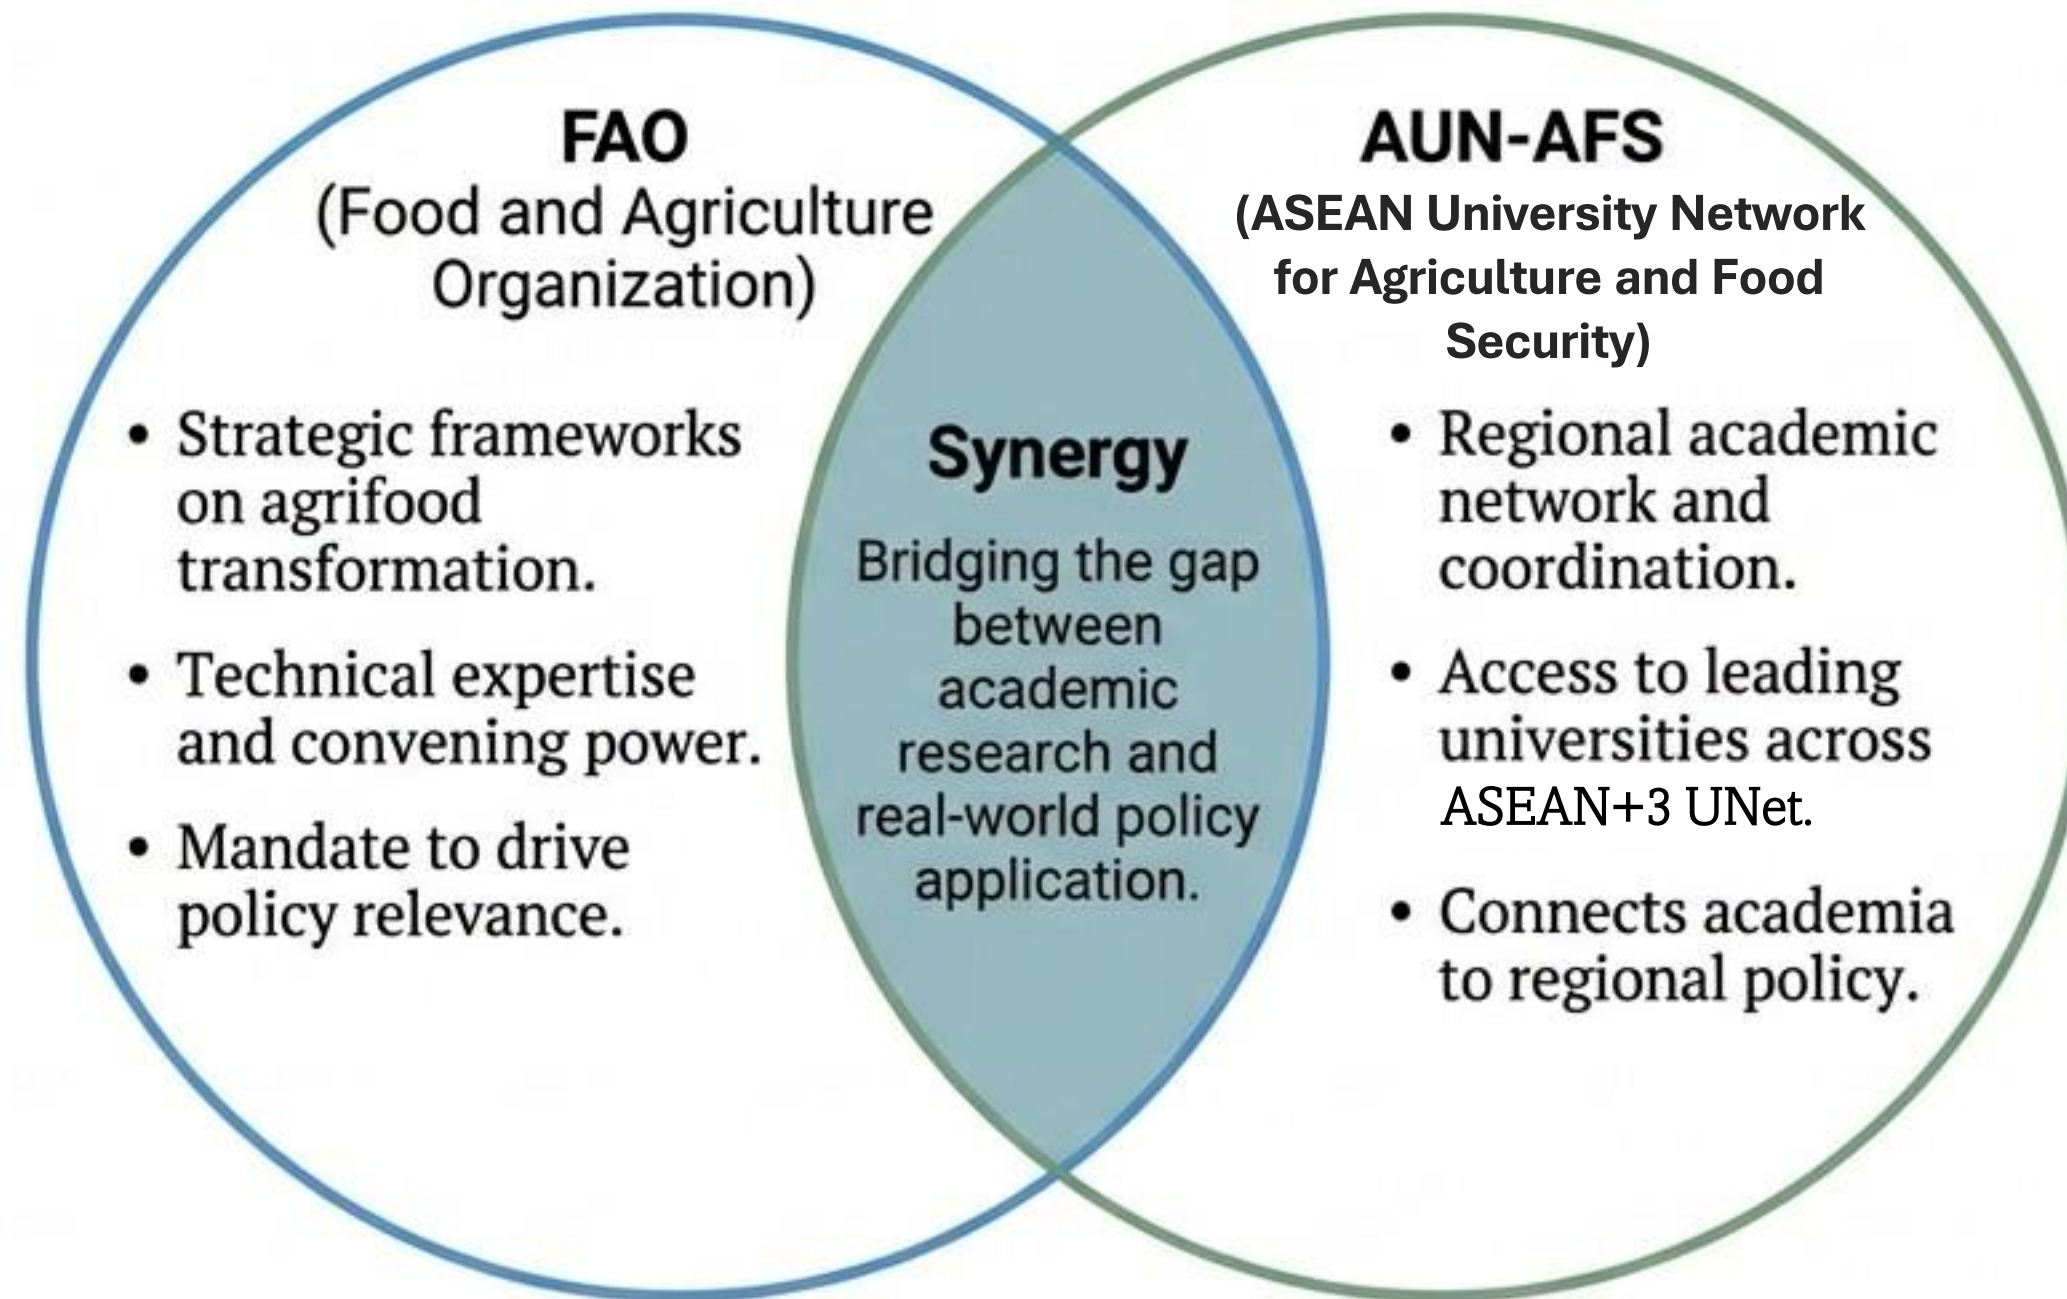 FAO
(Food and Agriculture
Organization)
• Strategic frameworks
on agrifood
transformation.
• Technical expertise
and convening power.
• Mandate to drive
policy relevance.
Synergy
Bridging the gap
between
academic
research and
real-world policy
application.
AUN-AFS
(ASEAN University Network
for Agriculture and Food
Security)
• Regional academic
network and
coordination.
• Access to leading
universities across
ASEAN+3 UNet.
• Connects academia
to regional policy.